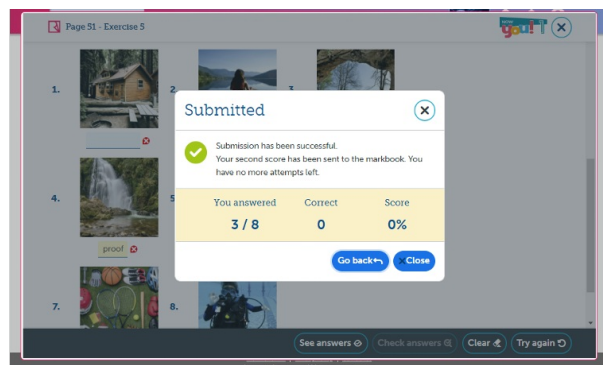 Page 51 - Exercise 5
now
you!
1.
2.
3.
Submitted
Submission has been successful.
Your second score has been sent to the markbook. You
have no more attempts left.
4.
5
You answered
Correct
Score
3 / 8
0
0%
proof
Go back
Close
7.
8.
See answers
Check answers
Clear
Try again